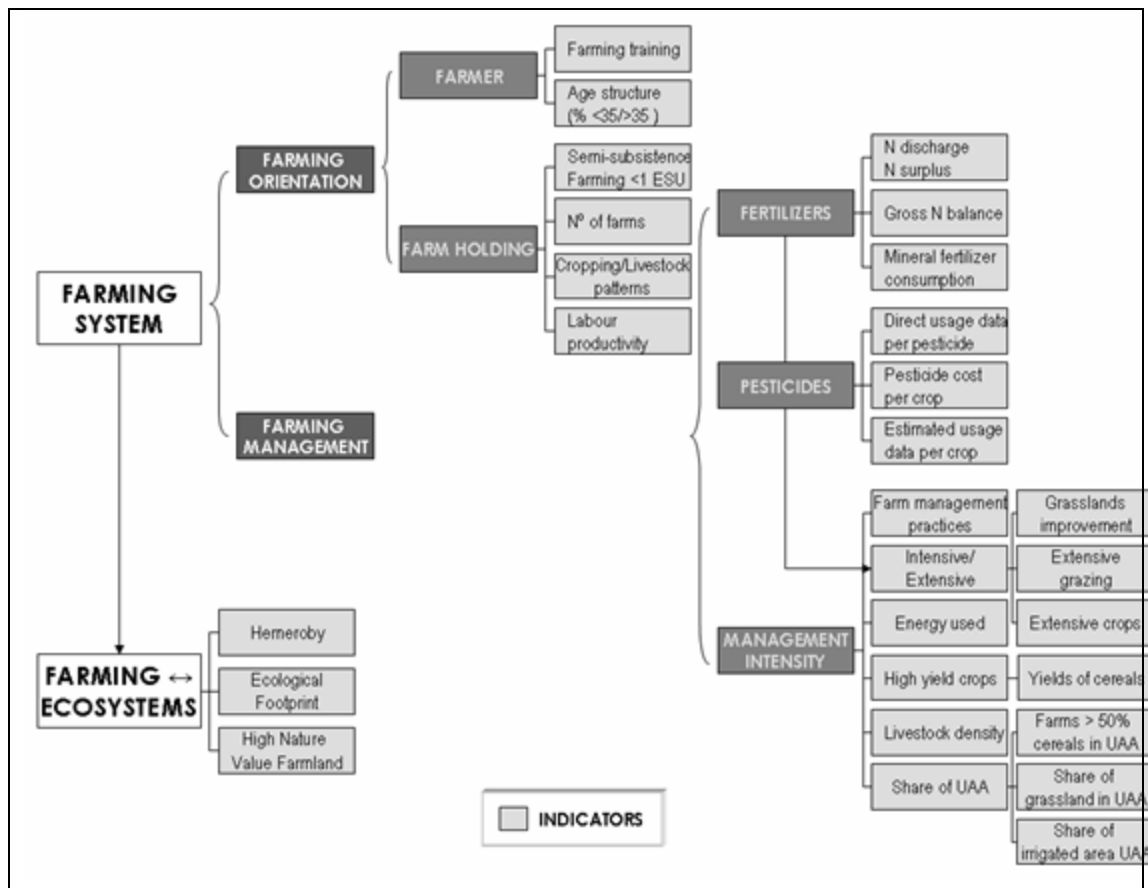 FARMING
SYSTEM
FARMING ↔
ECOSYSTEMS
FARMING
ORIENTATION
FARMING
MANAGEMENT
Hemeroby
Ecological
Footprint
High Nature
Value Farmland
FARMER
FARM HOLDING
Farming training
Age structure
(% <35/>35 )
Semi-subsistence
Farming <1 ESU
Nº of farms
Cropping/Livestock
patterns
Labour
productivity
FERTILIZERS
N discharge
N surplus
Gross N balance
Mineral fertilizer
consumption
PESTICIDES
Direct usage data
per pesticide
Pesticide cost
per crop
Estimated usage
data per crop
MANAGEMENT
INTENSITY
Farm management
practices
Intensive/
Extensive
Energy used
High yield crops
Livestock density
Share of UAA
Grasslands
improvement
Extensive
grazing
Extensive crops
Yields of cereals
Farms > 50%
cereals in UAA
Share of
grassland in UAA
Share of
irrigated area UAA
INDICATORS